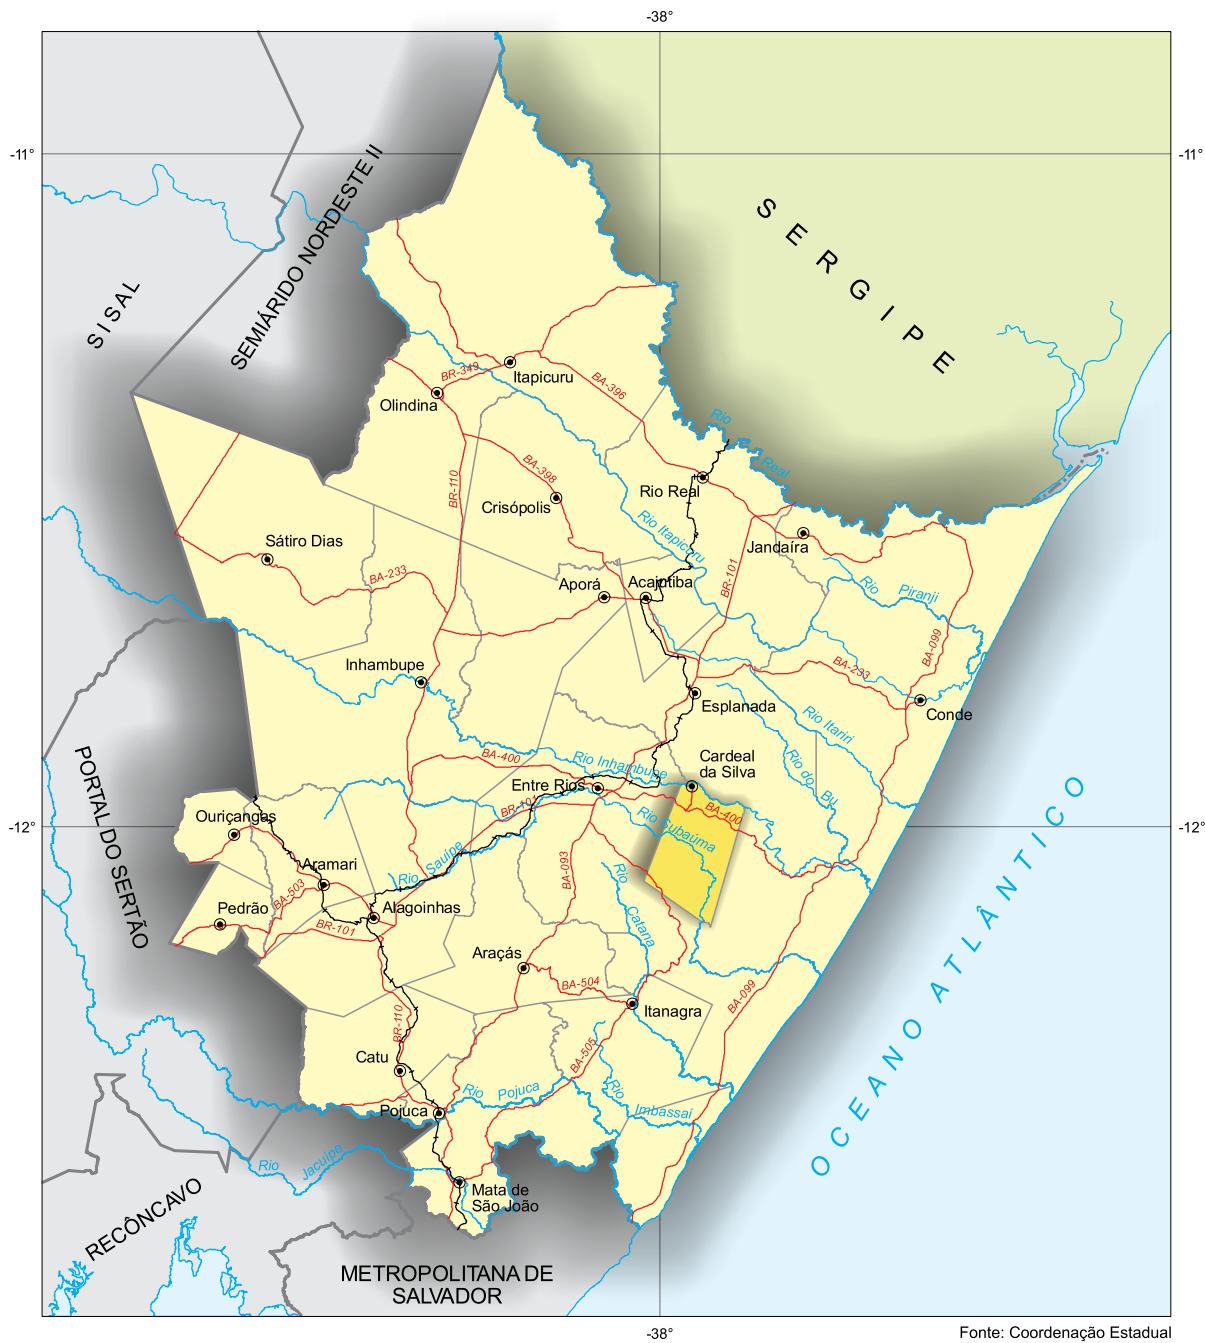 -38°
-11°
-11°
SERGIPE
SEMIÁRIDO NORDESTE II
SISAL
BR-349
Itapicuru
Olindina
BA-396
Rio
Real
BA-398
BR-110
Rio Real
Crisópolis
Rio Itapicuru
Jandaíra
Sátiro Dias
BA-233
Aporá
Acajutiba
BR-101
Rio
Piranji
BA-099
Inhambupe
BA-233
Esplanada
Conde
Rio Itariri
BA-400
Rio Inhambupe
Cardeal
da Silva
Rio do Bu
Entre Rios
BR-101
BA-400
Rio Subaúma
PORTAL DO SERTÃO
Ouriçangas
-12°
-12°
Aramari
Rio Sauípe
BA-093
Rio Catana
BA-503
Pedrão
Alagoinhas
BR-101
Araçás
BA-504
Itanagra
BA-099
BR-110
BA-505
Catu
Rio Pojuca
Pojuca
Rio
Imbassaí
Rio Jacuípe
Mata de
São João
OCEANO ATLÂNTICO
RECÔNCAVO
METROPOLITANA DE
SALVADOR
-38°
Fonte: Coordenação Estadual